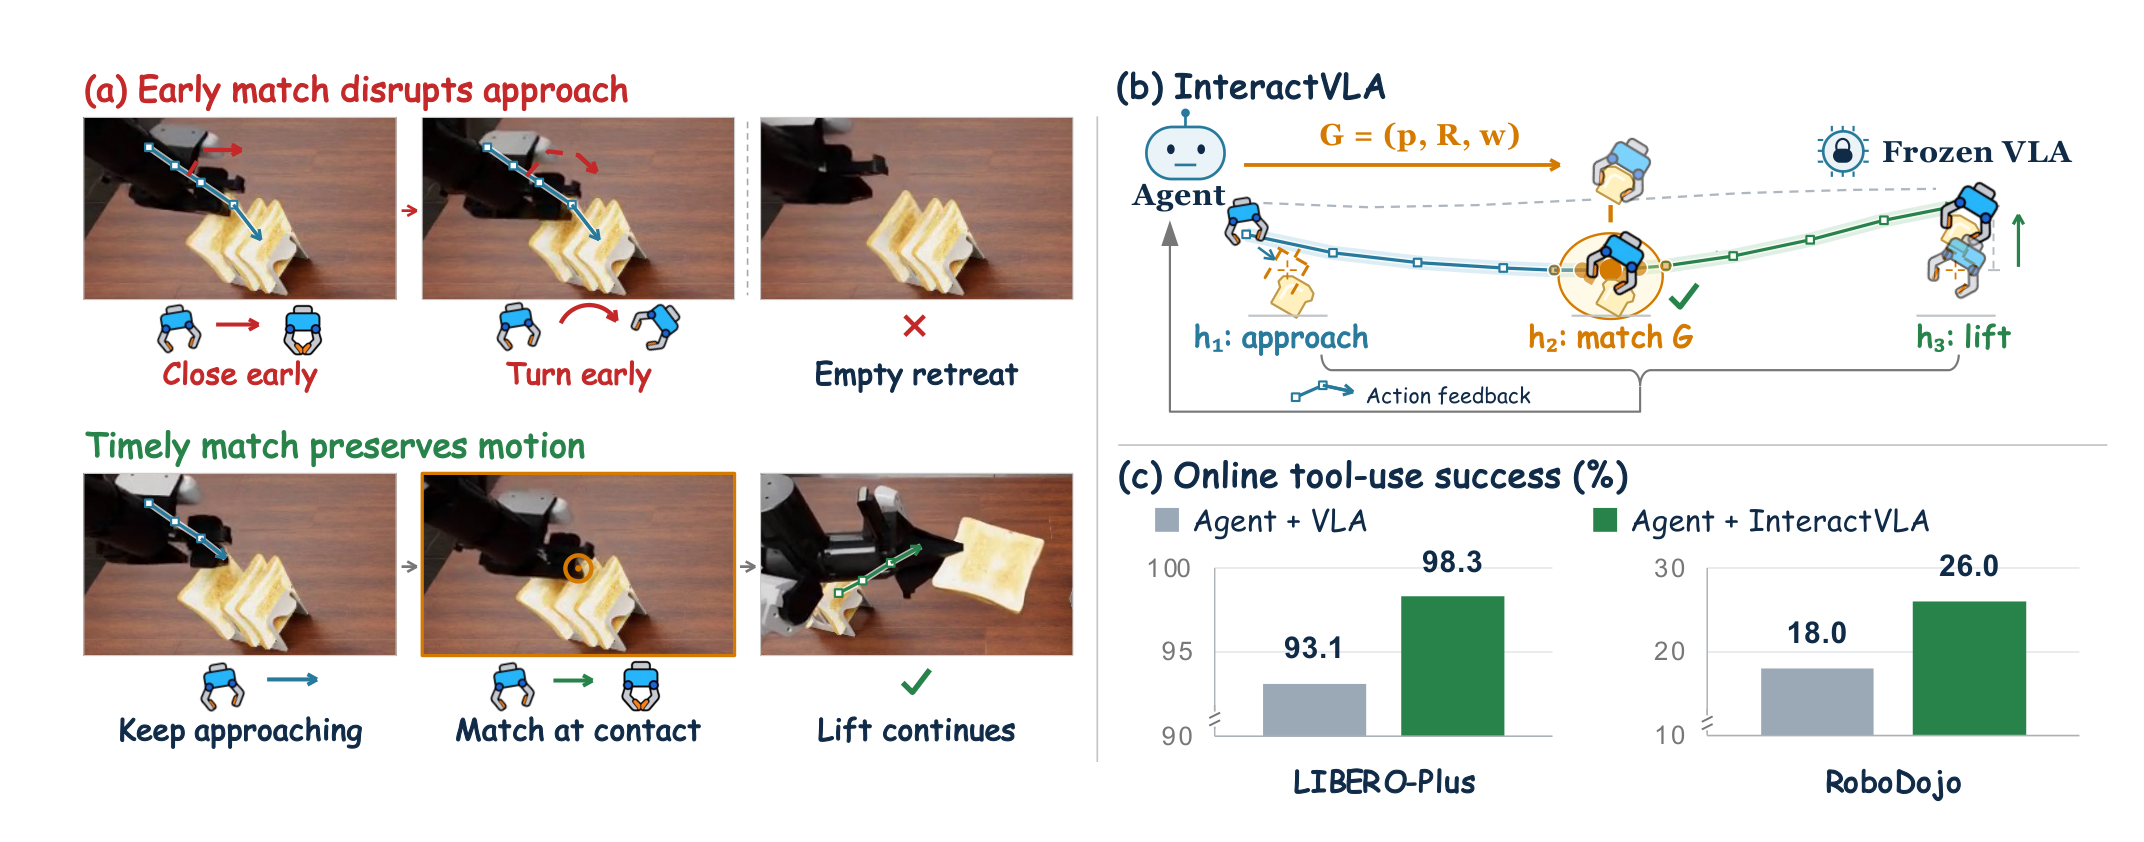 (a) Early match disrupts approach
Close early
Turn early
Empty retreat
Timely match preserves motion
Keep approaching
Match at contact
Lift continues
(b) InteractVLA
Agent
G = (p, R, w)
Frozen VLA
h₁: approach
h₂: match G
h₃: lift
Action feedback
(c) Online tool-use success (%)
Agent + VLA
Agent + InteractVLA
100
95
90
93.1
98.3
LIBERO-Plus
30
20
10
18.0
26.0
RoboDojo